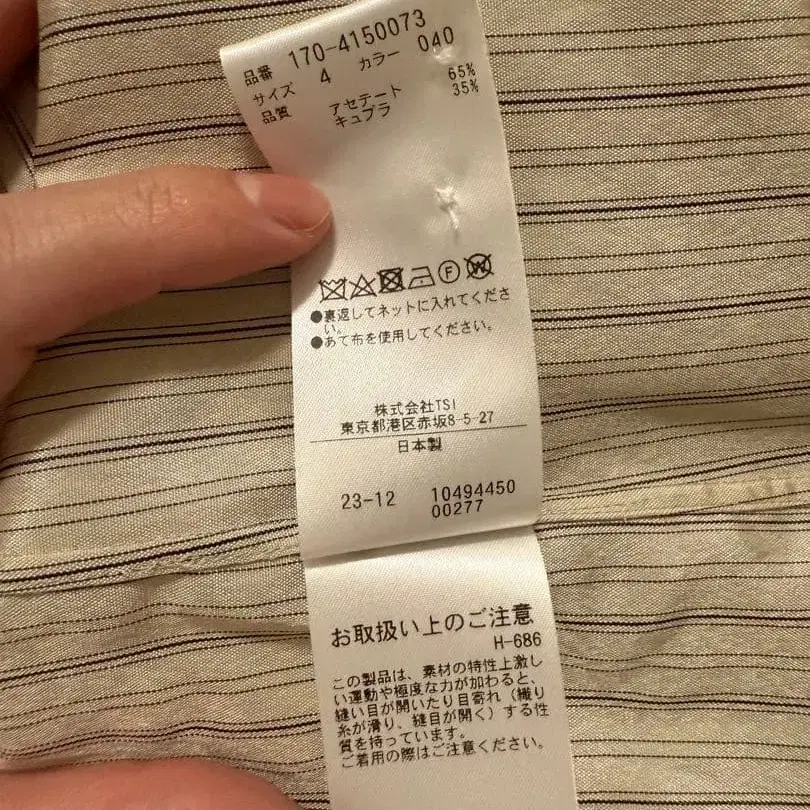 品番 170-4150073
サイズ 4 カラー 040
品質 アセテート 65%
キュプラ 35%
F W
●裏返してネットに入れてくださ
い。
●あて布を使用してください。
株式会社TSI
東京都港区赤坂8-5-27
日本製
23-12 10494450
00277
お取扱い上のご注意
H-686
この製品は、素材の特性上激し
い運動や極度な力が加わると、
縫い目が開いたり目寄れ（織り
糸が滑り、縫目が開く）する性
質を持っています。
ご着用の際はご注意ください。